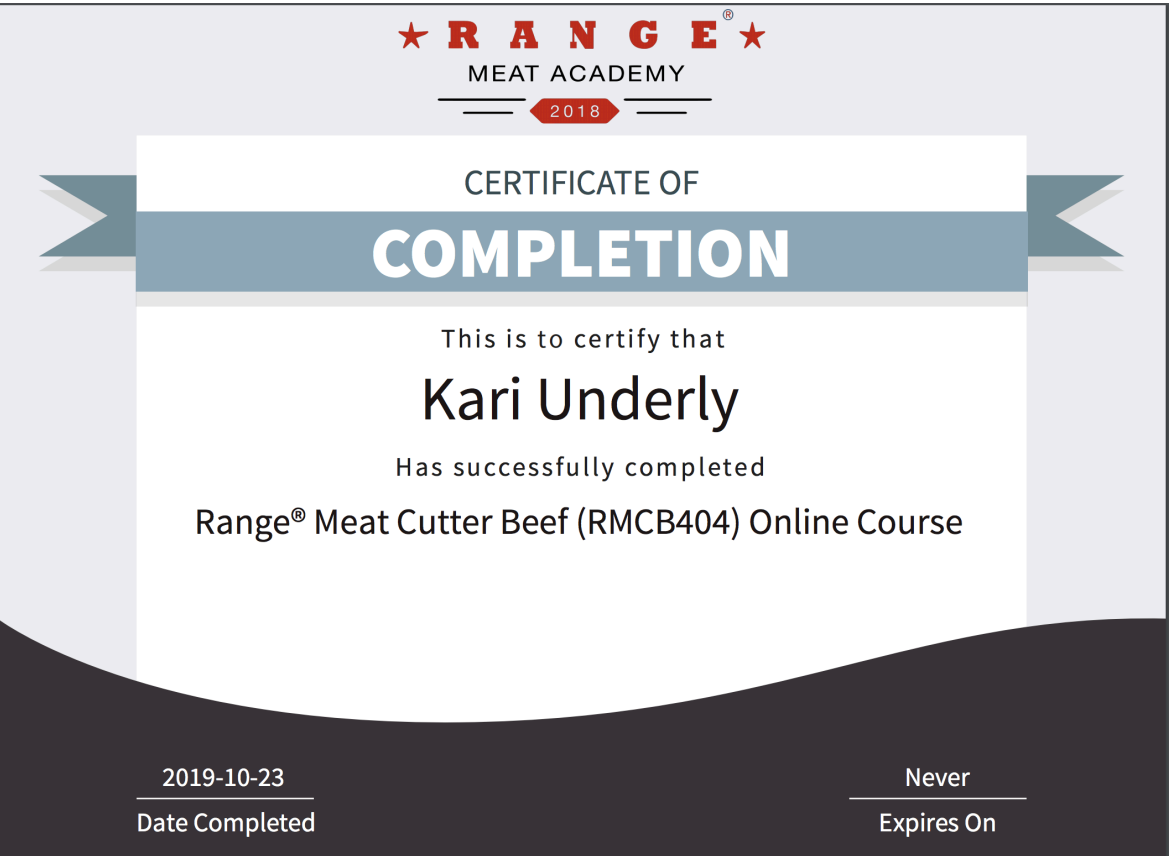 RANGE®
MEAT ACADEMY
2018
CERTIFICATE OF
COMPLETION
This is to certify that
Kari Underly
Has successfully completed
Range® Meat Cutter Beef (RMCB404) Online Course
2019-10-23
Date Completed
Never
Expires On